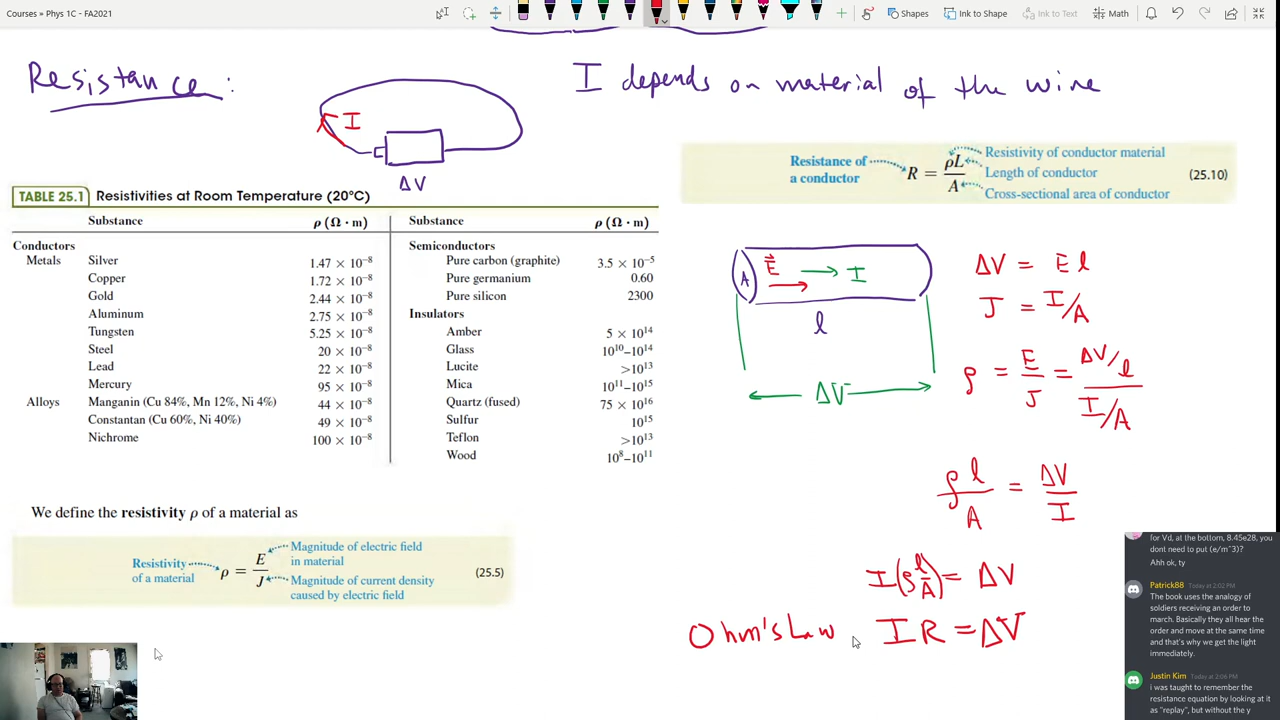 Courses » Phys 1C - FA2021
Shapes
Ink to Shape
Ink to Text
Math
Resistance :
I depends on material of the wire
I
ΔV
Resistance of a conductor
R = ρL/A
Resistivity of conductor material
Length of conductor
Cross-sectional area of conductor
(25.10)
TABLE 25.1 Resistivities at Room Temperature (20°C)
Substance ρ (Ω · m)
Conductors
Metals Silver 1.47 × 10⁻⁸
Copper 1.72 × 10⁻⁸
Gold 2.44 × 10⁻⁸
Aluminum 2.75 × 10⁻⁸
Tungsten 5.25 × 10⁻⁸
Steel 20 × 10⁻⁸
Lead 22 × 10⁻⁸
Mercury 95 × 10⁻⁸
Alloys Manganin (Cu 84%, Mn 12%, Ni 4%) 44 × 10⁻⁸
Constantan (Cu 60%, Ni 40%) 49 × 10⁻⁸
Nichrome 100 × 10⁻⁸
Substance ρ (Ω · m)
Semiconductors
Pure carbon (graphite) 3.5 × 10⁻⁵
Pure germanium 0.60
Pure silicon 2300
Insulators
Amber 5 × 10¹⁴
Glass 10¹⁰–10¹⁴
Lucite >10¹³
Mica 10¹¹–10¹⁵
Quartz (fused) 75 × 10¹⁶
Sulfur 10¹⁵
Teflon >10¹³
Wood 10⁸–10¹¹
A E⃗ → I
l
ΔV
ΔV = El
J = I/A
ρ = E/J = (ΔV/l)/(I/A)
ρl/A = ΔV/I
I(ρ l/A) = ΔV
Ohm's Law IR = ΔV
We define the resistivity ρ of a material as
Resistivity of a material
ρ = E/J
Magnitude of electric field in material
Magnitude of current density caused by electric field
(25.5)
for Vd, at the bottom, 8.45e28, you
dont need to put (e/m^3)?
Ahh ok, ty
Patrick88 Today at 2:02 PM
The book uses the analogy of
soldiers receiving an order to
march. Basically they all hear the
order and move at the same time
and that's why we get the light
immediately.
Justin Kim Today at 2:06 PM
i was taught to remember the
resistance equation by looking at it
as "replay", but without the y